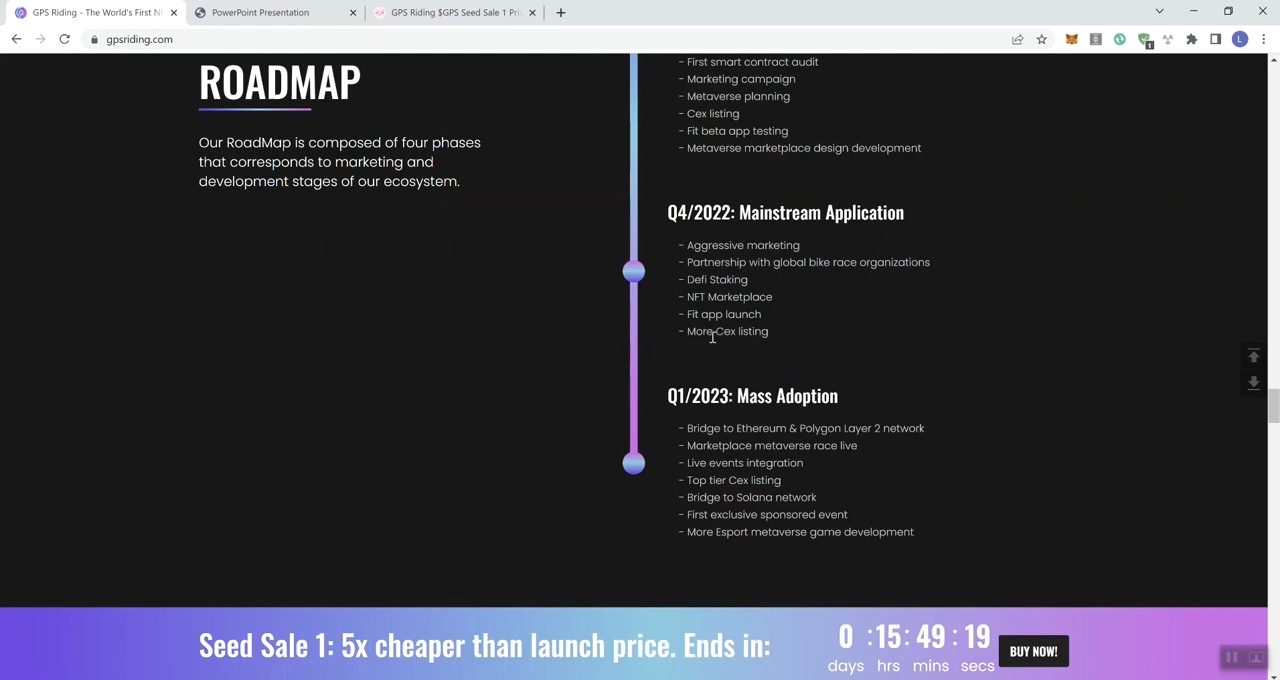 GPS Riding - The World's First N
PowerPoint Presentation
GPS Riding $GPS Seed Sale 1 Pri
gpsriding.com
1
L
ROADMAP
Our RoadMap is composed of four phases
that corresponds to marketing and
development stages of our ecosystem.
- First smart contract audit
- Marketing campaign
- Metaverse planning
- Cex listing
- Fit beta app testing
- Metaverse marketplace design development
Q4/2022: Mainstream Application
- Aggressive marketing
- Partnership with global bike race organizations
- Defi Staking
- NFT Marketplace
- Fit app launch
- More Cex listing
Q1/2023: Mass Adoption
- Bridge to Ethereum & Polygon Layer 2 network
- Marketplace metaverse race live
- Live events integration
- Top tier Cex listing
- Bridge to Solana network
- First exclusive sponsored event
- More Esport metaverse game development
Seed Sale 1: 5x cheaper than launch price. Ends in:
0 : 15 : 49 : 19
days hrs mins secs
BUY NOW!